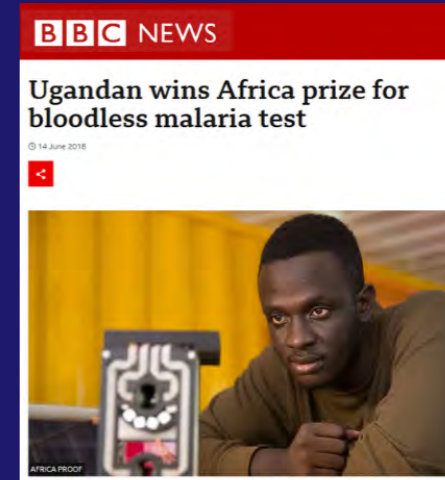 BBC NEWS
Ugandan wins Africa prize for
bloodless malaria test
14 June 2018
AFRICA PROOF